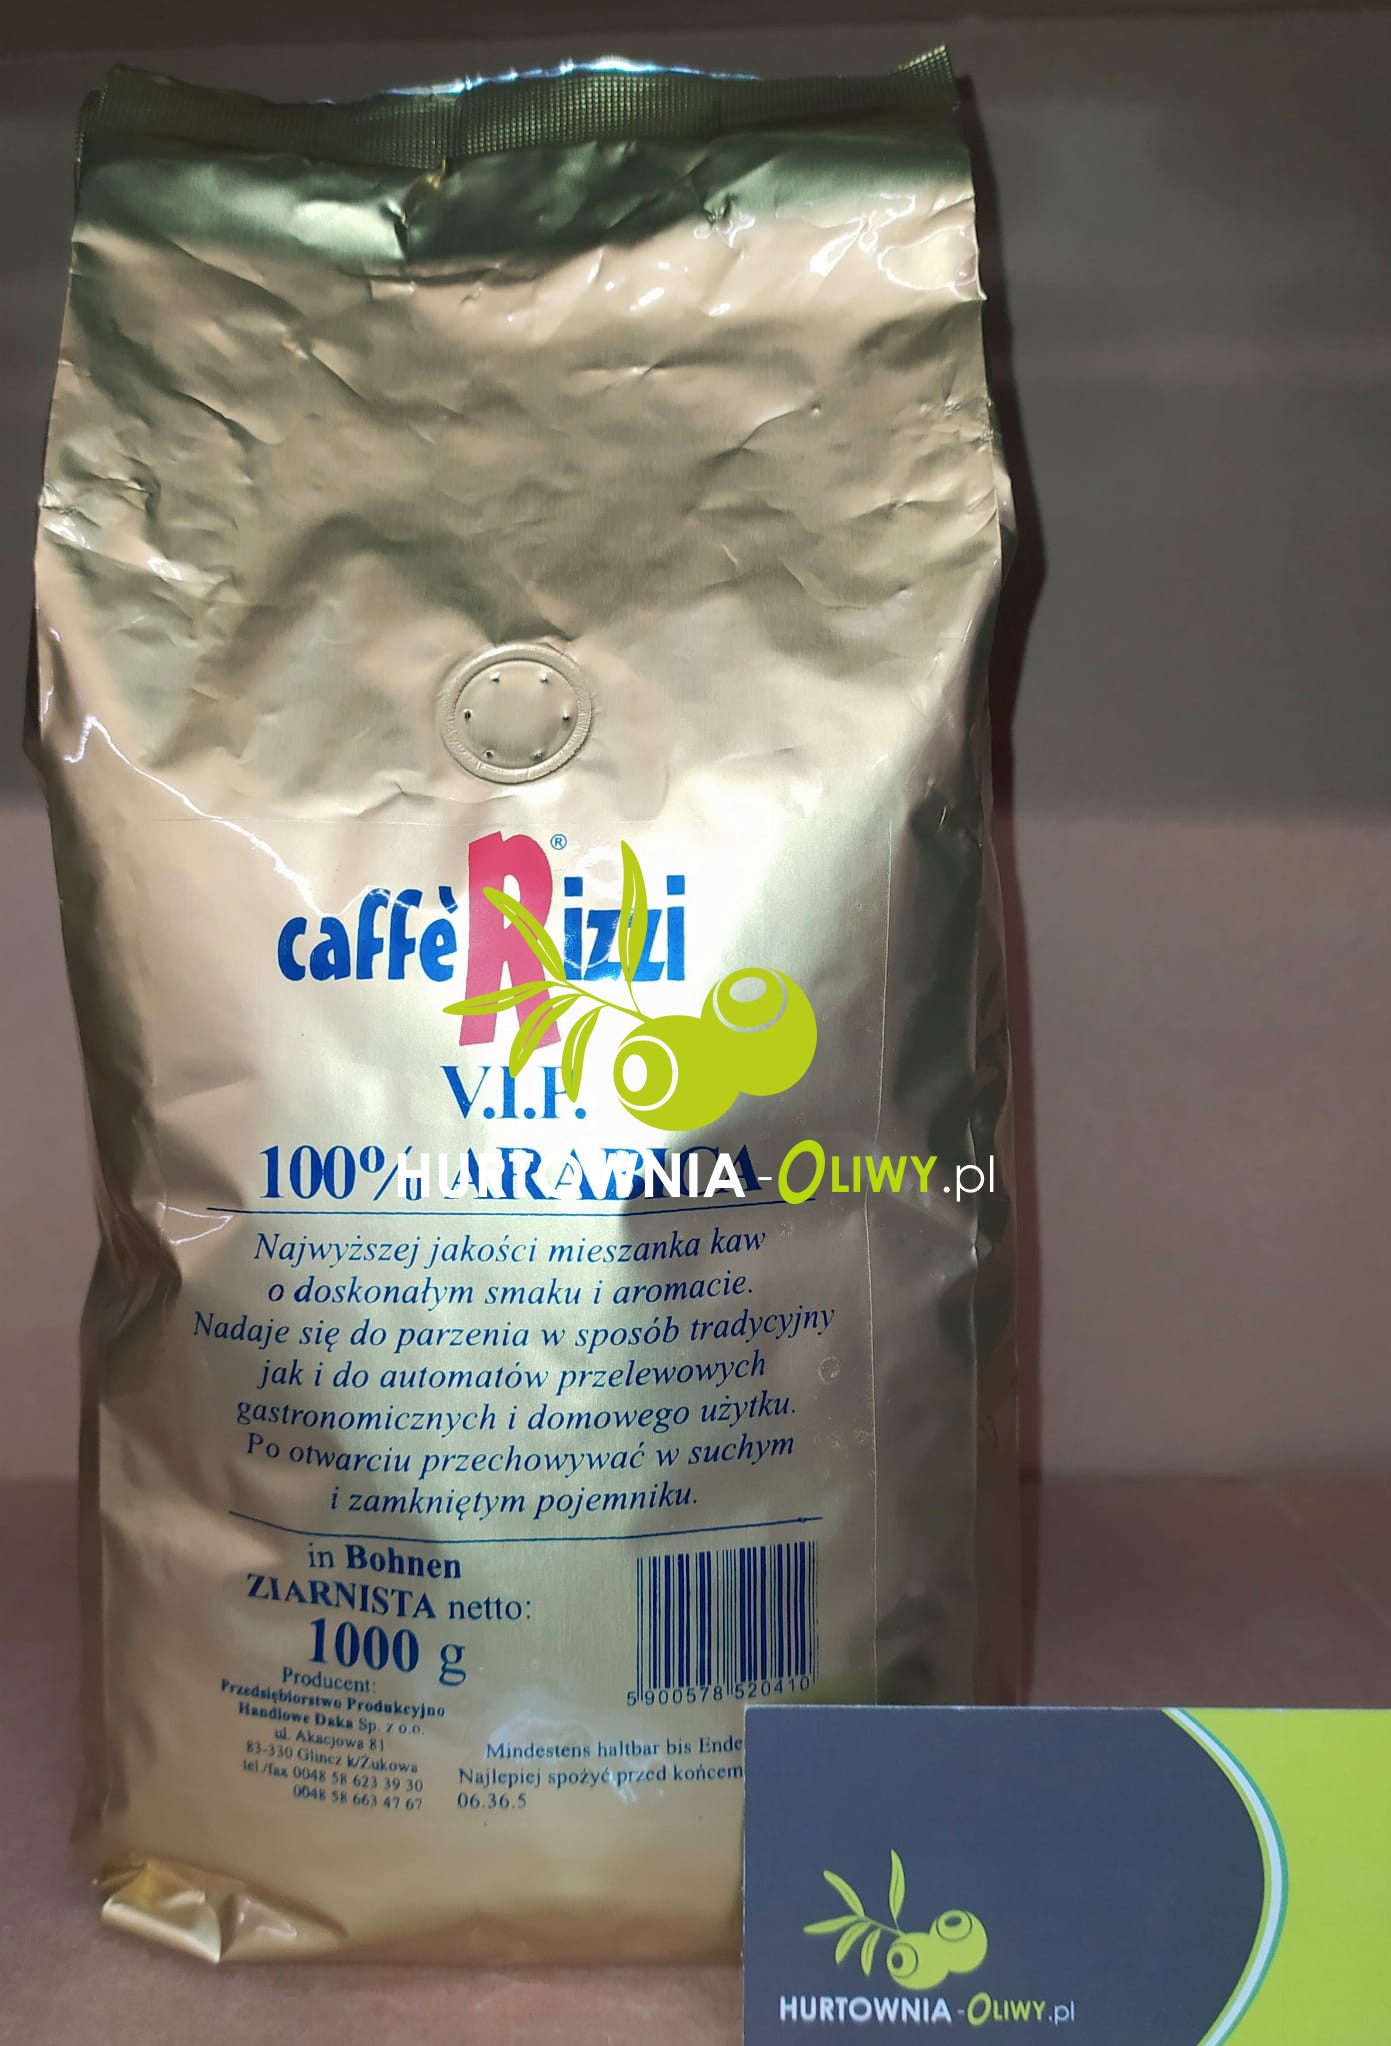 caffè Rizzi®
V.I.P.
100% ARABICA
HURTOWNIA-OLIWY.pl
Najwyższej jakości mieszanka kaw
o doskonałym smaku i aromacie.
Nadaje się do parzenia w sposób tradycyjny
jak i do automatów przelewowych
gastronomicznych i domowego użytku.
Po otwarciu przechowywać w suchym
i zamkniętym pojemniku.
in Bohnen
ZIARNISTA netto:
1000 g
Producent:
Przedsiębiorstwo Produkcyjno
Handlowe Daka Sp. z o.o.
ul. Akacjowa 81
83-330 Glincz k/Żukowa
tel./fax 0048 58 623 39 30
0048 58 663 47 67
5 900578 520410
Mindestens haltbar bis Ende
Najlepiej spożyć przed końcem
06.36.5
HURTOWNIA-OLIWY.pl